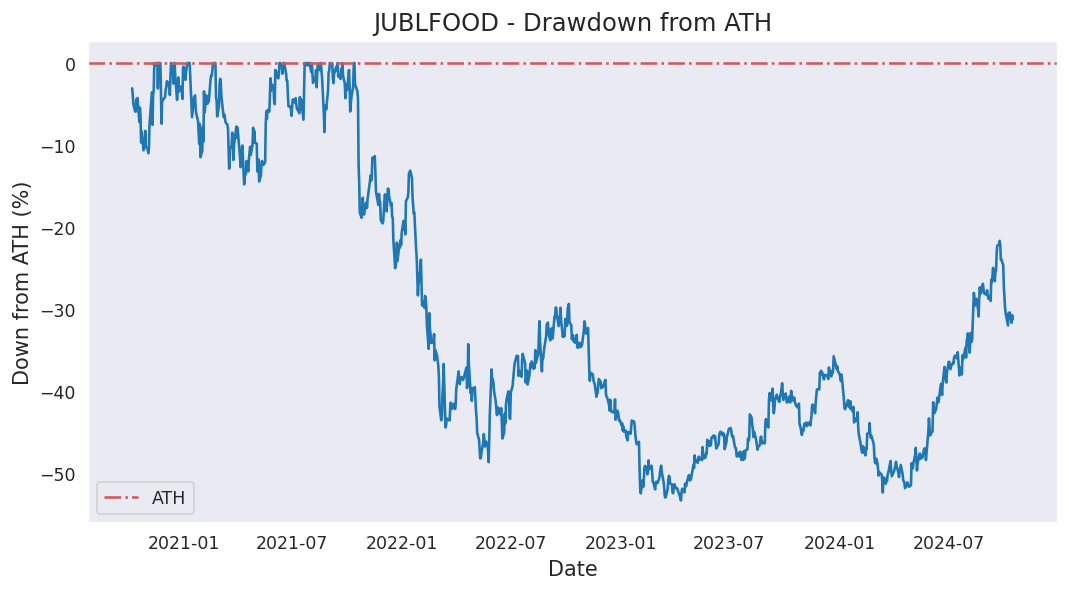 JUBLFOOD - Drawdown from ATH
Down from ATH (%)
0
−10
−20
−30
−40
−50
ATH
2021-01 2021-07 2022-01 2022-07 2023-01 2023-07 2024-01 2024-07
Date